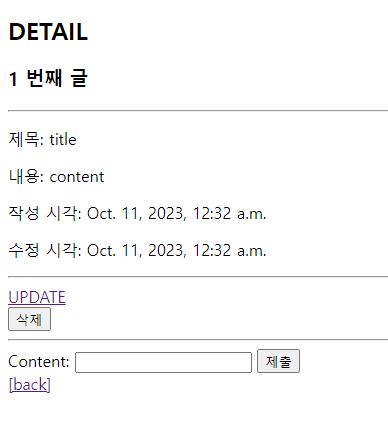 DETAIL
1 번째 글
제목: title
내용: content
작성 시각: Oct. 11, 2023, 12:32 a.m.
수정 시각: Oct. 11, 2023, 12:32 a.m.
UPDATE
삭제
Content: 제출
[back]